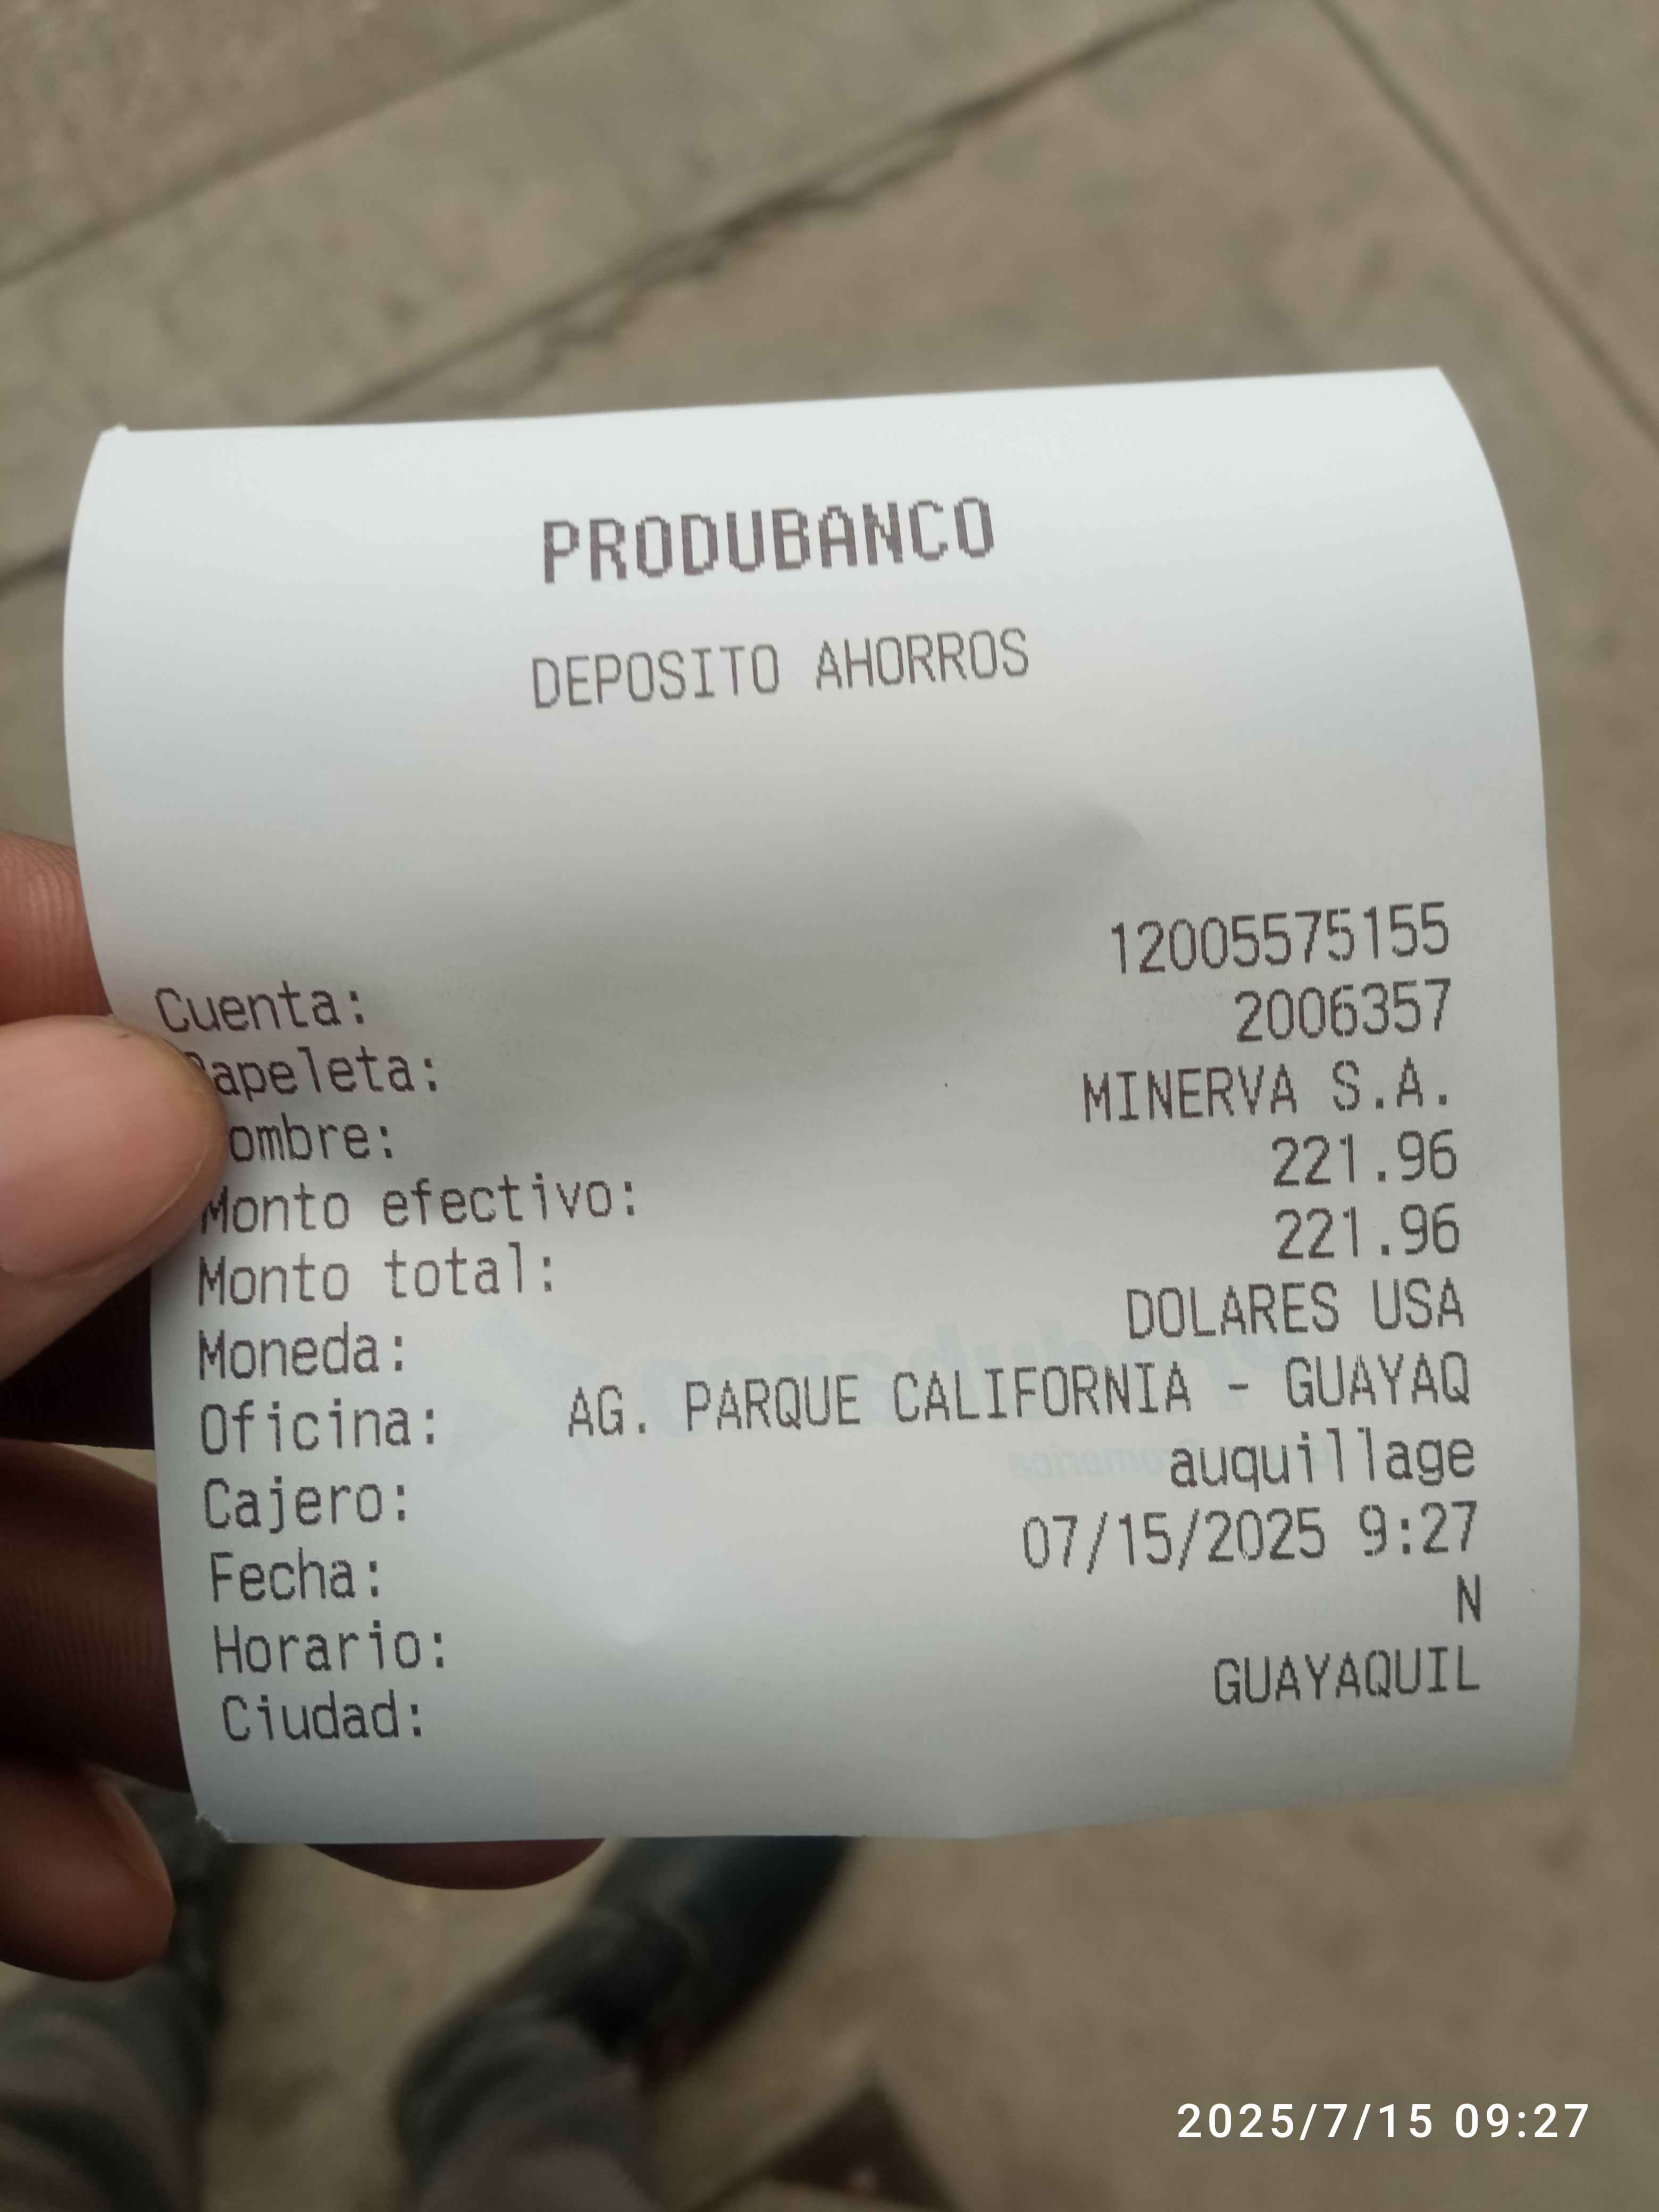 PRODUBANCO
DEPOSITO AHORROS
Cuenta: 12005575155
Papeleta: 2006357
ombre: MINERVA S.A.
Monto efectivo: 221.96
Monto total: 221.96
Moneda: DOLARES USA
Oficina: AG. PARQUE CALIFORNIA - GUAYAQ
Cajero: auquillage
Fecha: 07/15/2025 9:27
Horario: N
Ciudad: GUAYAQUIL
2025/7/15 09:27